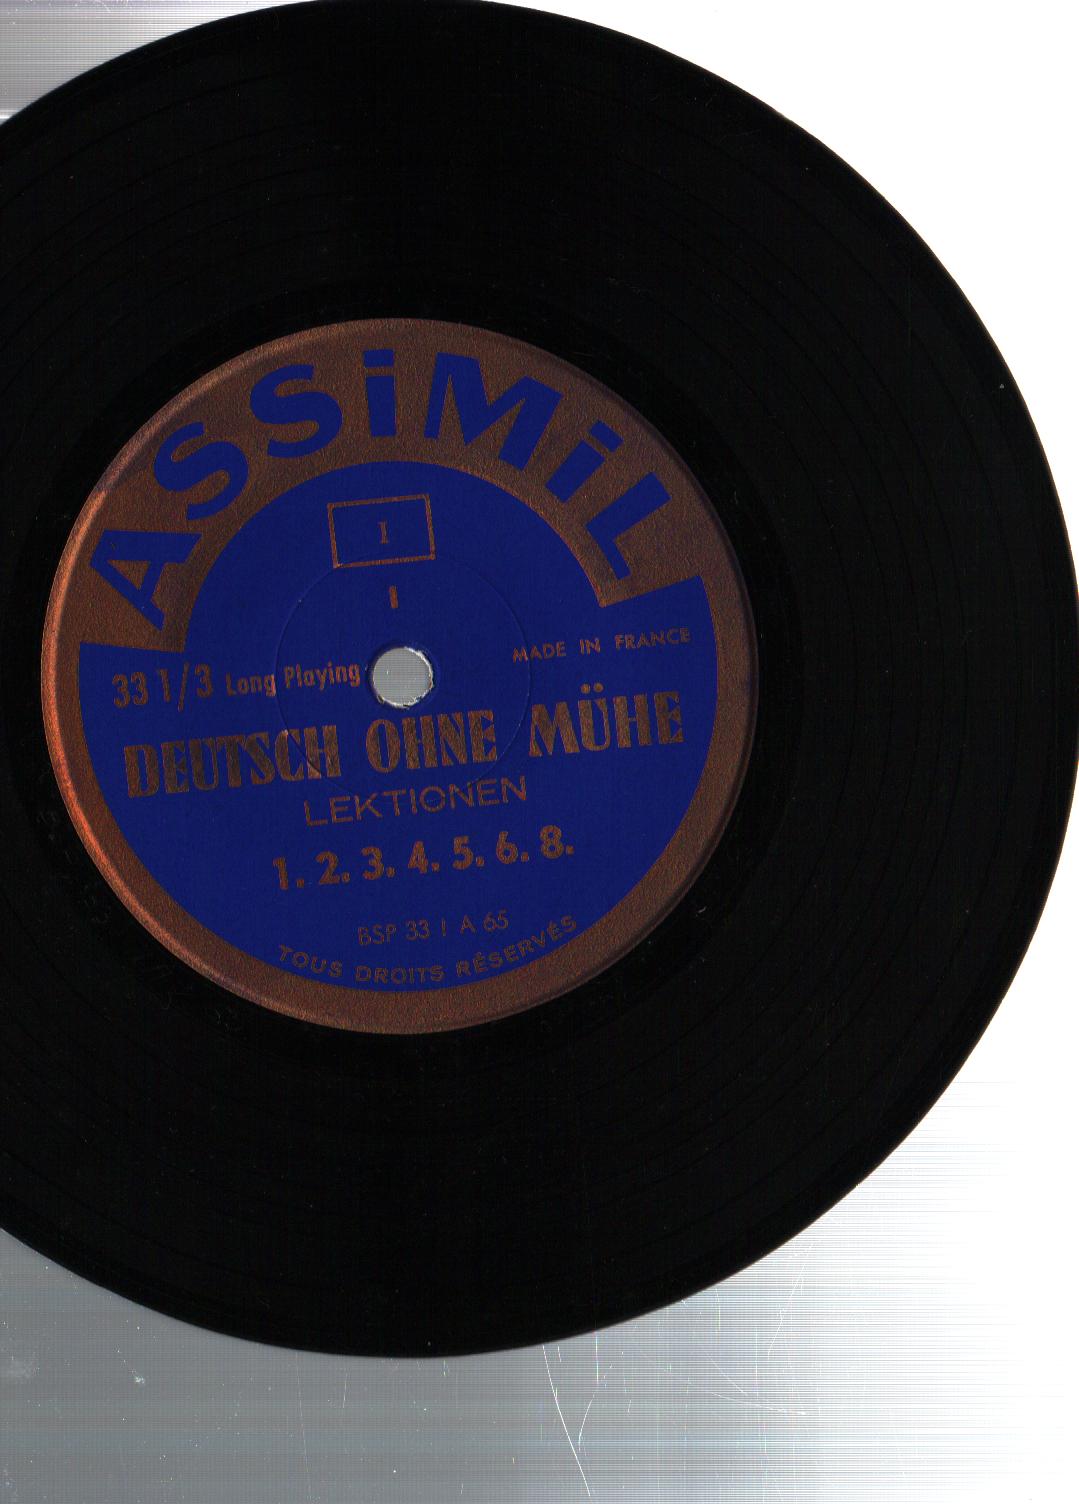 ASSiMiL
I
I
33 1/3 Long Playing
MADE IN FRANCE
DEUTSCH OHNE MÜHE
LEKTIONEN
1. 2. 3. 4. 5. 6. 8.
BSP 33 I A 65
TOUS DROITS RÉSERVÉS